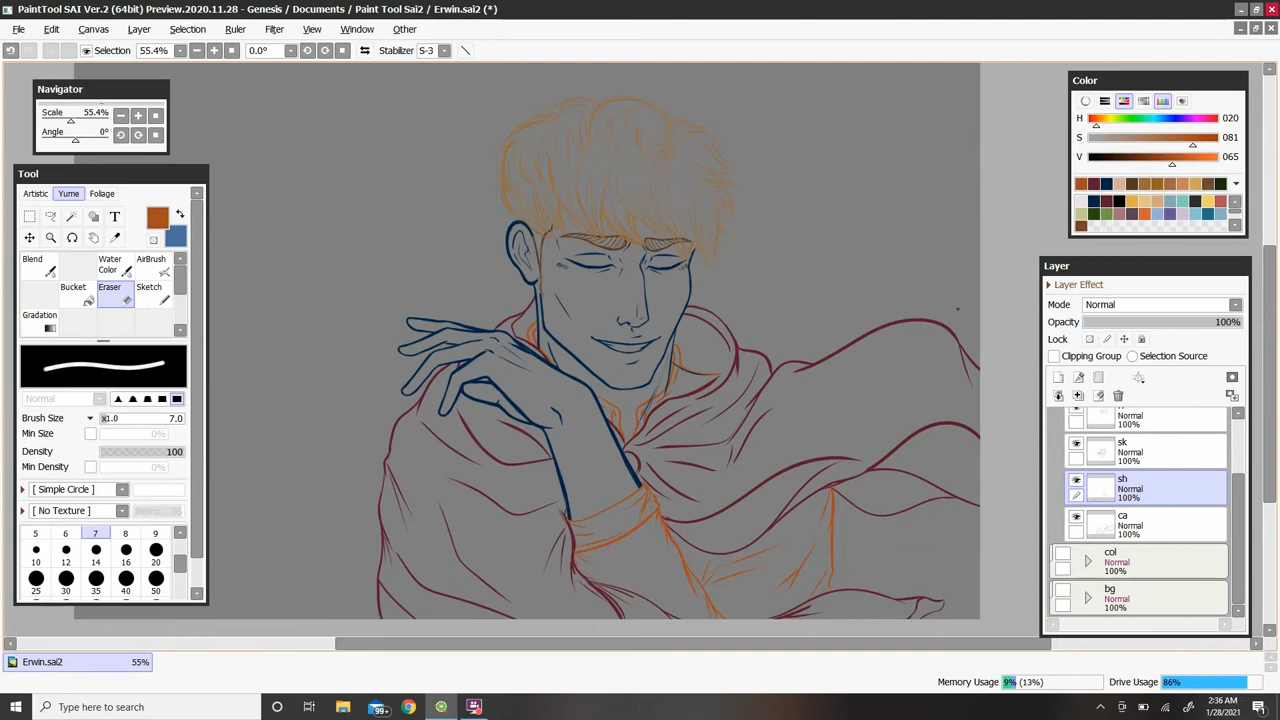 PaintTool SAI Ver.2 (64bit) Preview.2020.11.28 - Genesis / Documents / Paint Tool Sai2 / Erwin.sai2 (*)
File Edit Canvas Layer Selection Ruler Filter View Window Other
Selection 55.4% 0.0° Stabilizer S-3
Navigator
Scale 55.4%
Angle 0°
Tool
Artistic Yume Foliage
T
Blend Water Color AirBrush
Bucket Eraser Sketch
Gradation
Normal
Brush Size x1.0 7.0
Min Size 0%
Density 100
Min Density 0%
[ Simple Circle ]
[ No Texture ] 95
5 6 7 8 9
10 12 14 16 20
25 30 35 40 50
Color
H 020
S 081
V 065
Layer
Layer Effect
Mode Normal
Opacity 100%
Lock
Clipping Group Selection Source
Normal
100%
sk
Normal
100%
sh
Normal
100%
ca
Normal
100%
col
Normal
100%
bg
Normal
100%
Erwin.sai2 55%
Memory Usage 9% (13%) Drive Usage 86%
Type here to search
99+
2:36 AM
1/28/2021
1